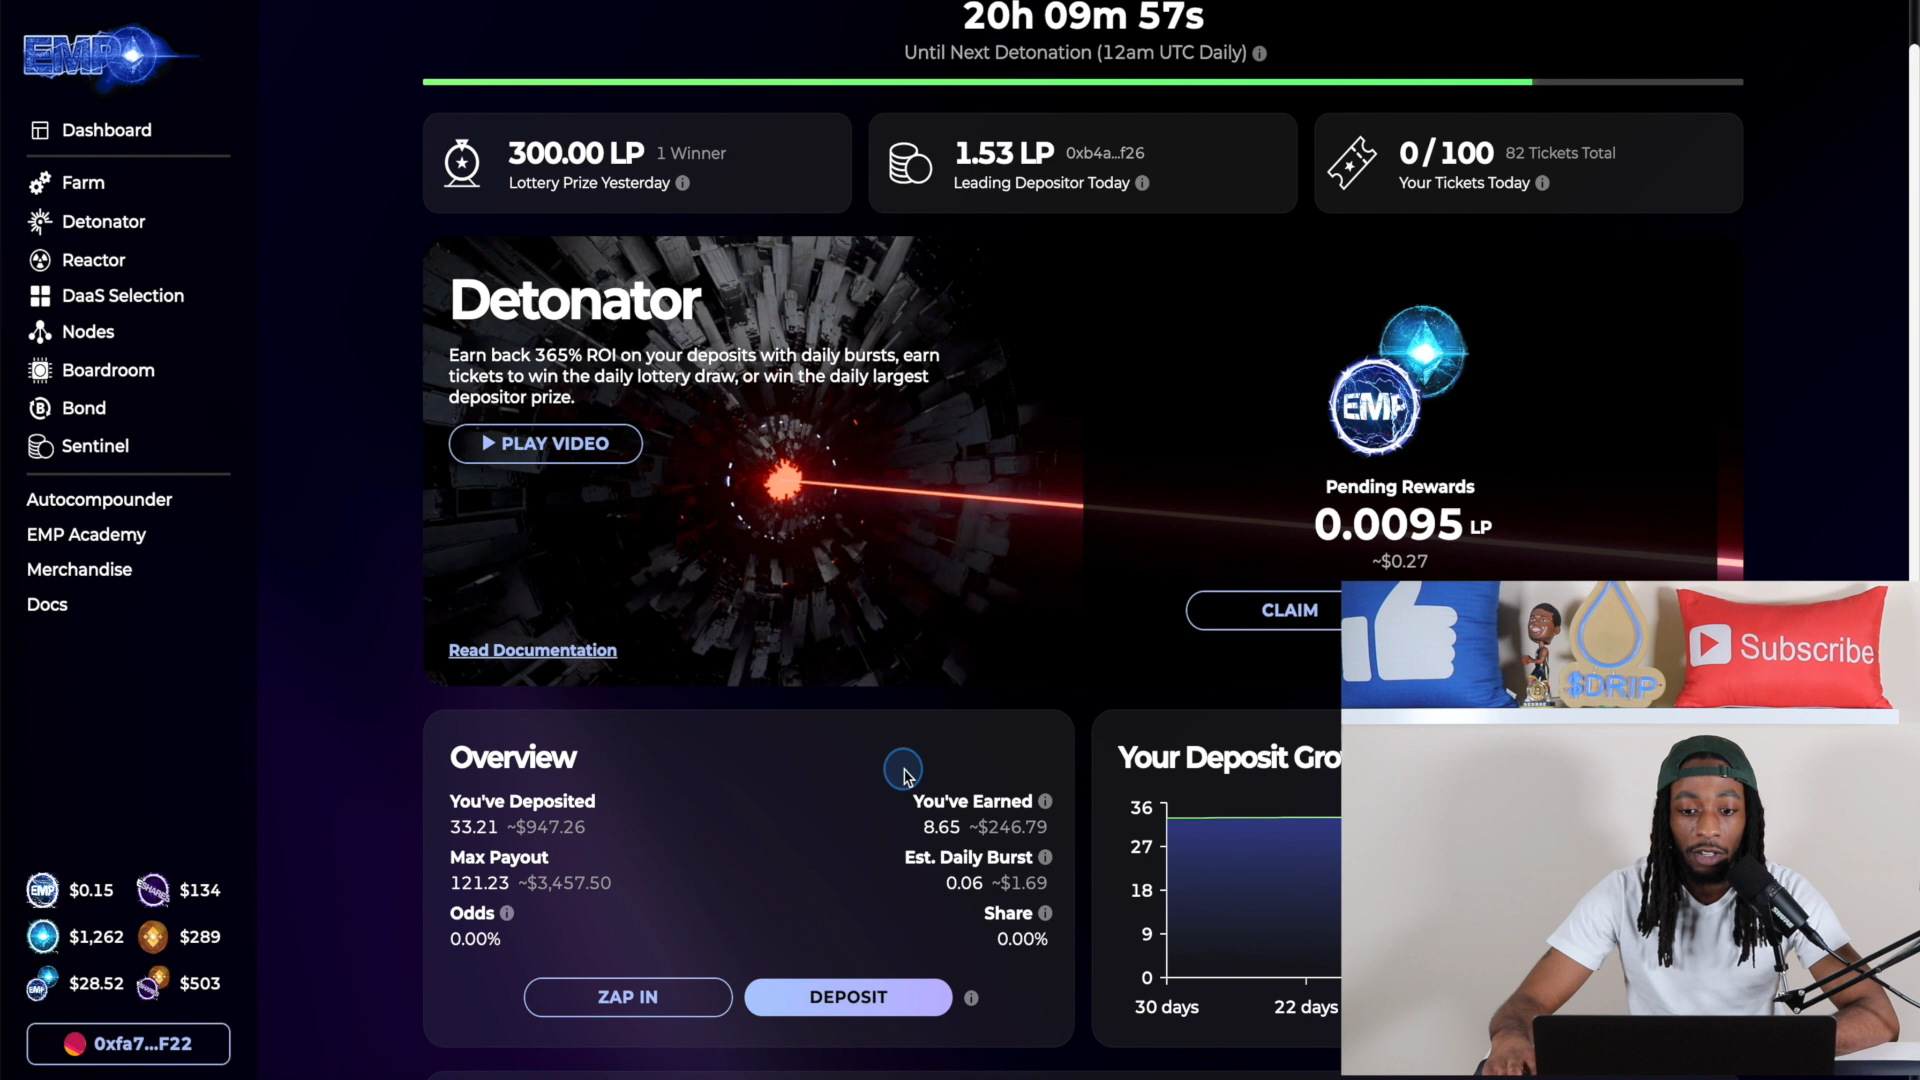 EMP
Dashboard
Farm
Detonator
Reactor
DaaS Selection
Nodes
Boardroom
Bond
Sentinel
Autocompounder
EMP Academy
Merchandise
Docs
EMP $0.15 ESHARE $134
$1,262 $289
EMP $28.52 $503
0xfa7...F22
20h 09m 57s
Until Next Detonation (12am UTC Daily)
300.00 LP 1 Winner
Lottery Prize Yesterday
1.53 LP 0xb4a...f26
Leading Depositor Today
0 / 100 82 Tickets Total
Your Tickets Today
Detonator
Earn back 365% ROI on your deposits with daily bursts, earn
tickets to win the daily lottery draw, or win the daily largest
depositor prize.
PLAY VIDEO
Read Documentation
EMP
Pending Rewards
0.0095 LP
~$0.27
CLAIM
Overview
You've Deposited
33.21 ~$947.26
Max Payout
121.23 ~$3,457.50
Odds
0.00%
You've Earned
8.65 ~$246.79
Est. Daily Burst
0.06 ~$1.69
Share
0.00%
ZAP IN
DEPOSIT
Your Deposit Gro
36
27
18
9
0
30 days
22 days
$DRIP
Subscribe